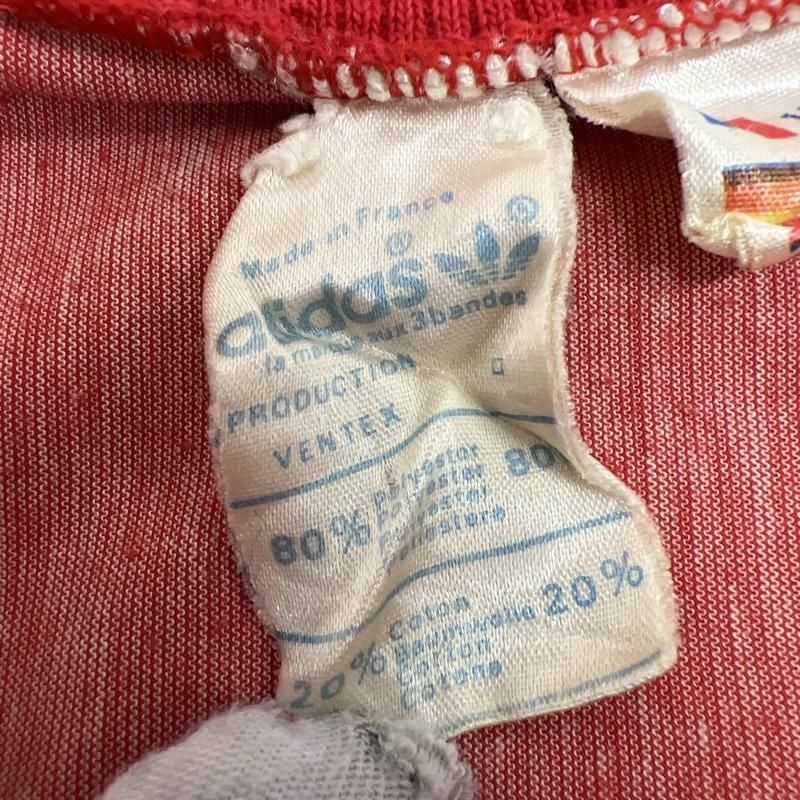 Made in France
adidas ® ®
la marque aux 3 bandes
PRODUCTION
VENTEX
80% polyester 80
Polyester
Polyester
Poliestere
20% Coton 20%
Baumwolle
Cotton
Cotone